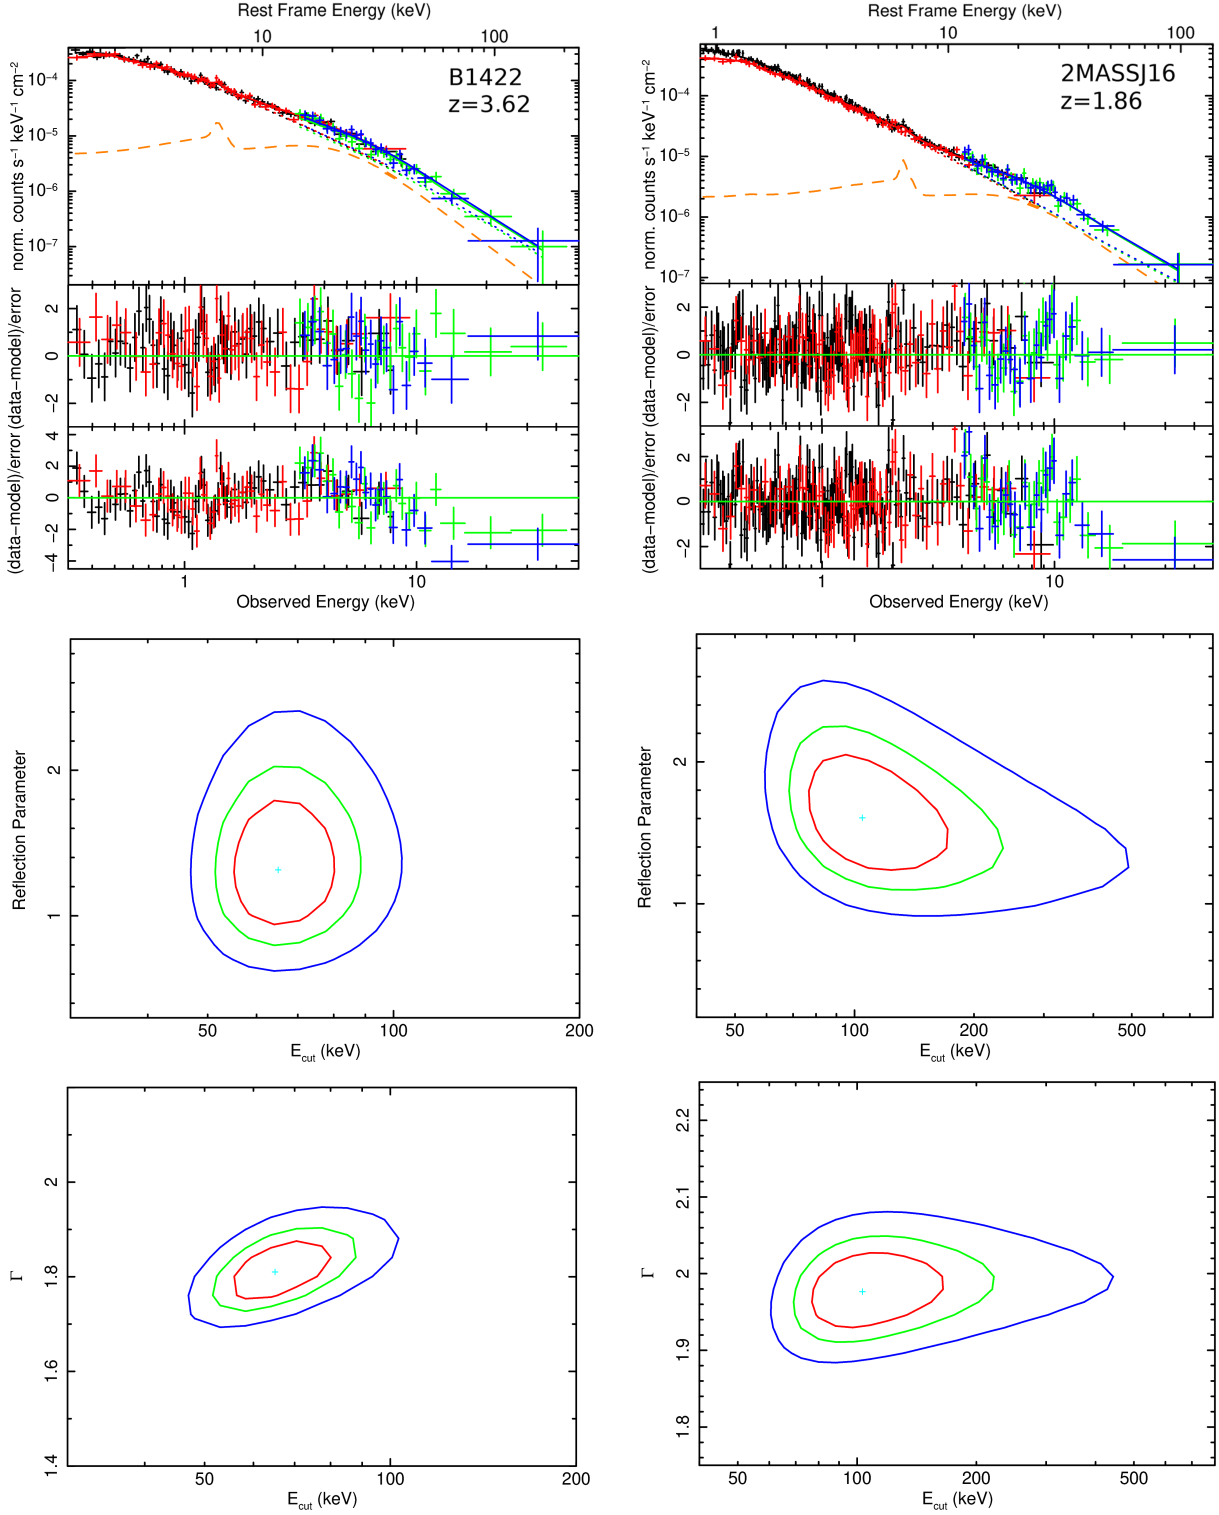 Rest Frame Energy (keV)
10
100
norm. counts s⁻¹ keV⁻¹ cm⁻²
10⁻⁴
10⁻⁵
10⁻⁶
10⁻⁷
B1422
z=3.62
(data−model)/error
2
0
−2
(data−model)/error
4
2
0
−2
−4
1
10
Observed Energy (keV)
Rest Frame Energy (keV)
1
10
100
norm. counts s⁻¹ keV⁻¹ cm⁻²
10⁻⁴
10⁻⁵
10⁻⁶
10⁻⁷
2MASSJ16
z=1.86
(data−model)/error
2
0
−2
(data−model)/error
2
0
−2
1
10
Observed Energy (keV)
Reflection Parameter
2
1
50
100
200
E_cut (keV)
Reflection Parameter
2
1
50
100
200
500
E_cut (keV)
Γ
2
1.8
1.6
1.4
50
100
200
E_cut (keV)
Γ
2.2
2.1
2
1.9
1.8
50
100
200
500
E_cut (keV)